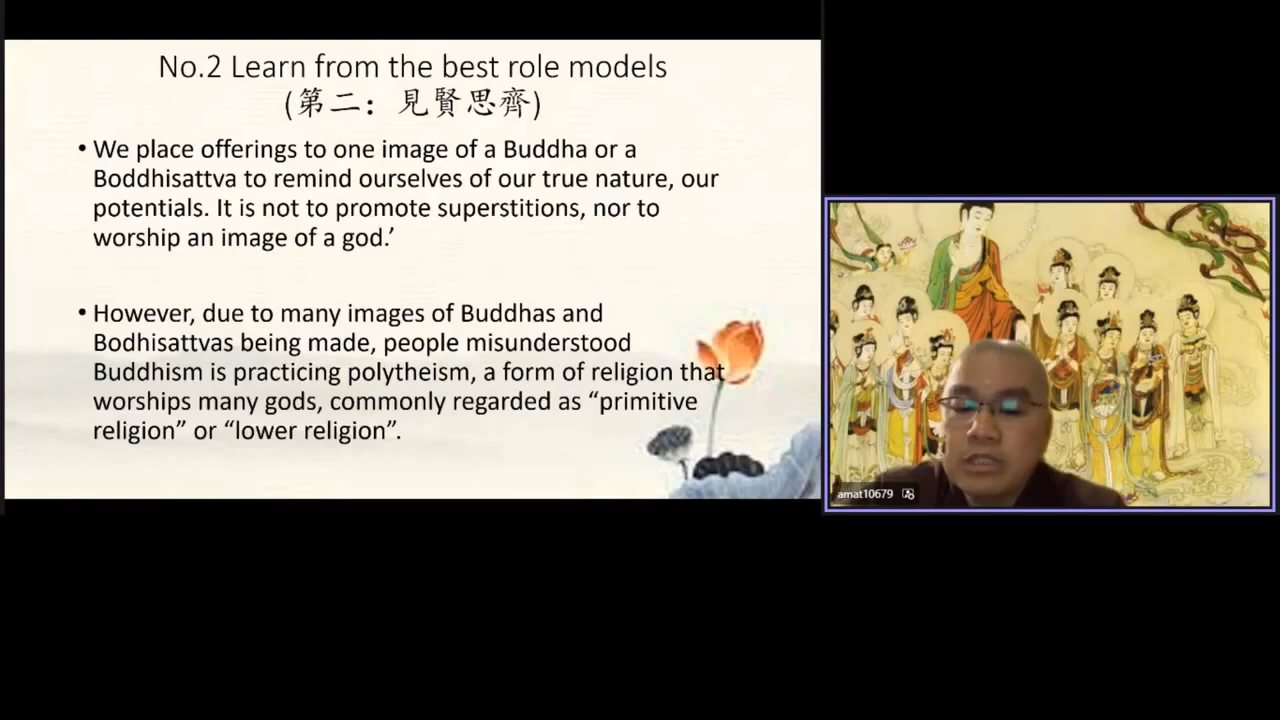 No.2 Learn from the best role models
(第二：見賢思齊)
• We place offerings to one image of a Buddha or a
Boddhisattva to remind ourselves of our true nature, our
potentials. It is not to promote superstitions, nor to
worship an image of a god.’
• However, due to many images of Buddhas and
Bodhisattvas being made, people misunderstood
Buddhism is practicing polytheism, a form of religion that
worships many gods, commonly regarded as “primitive
religion” or “lower religion”.
amat10679